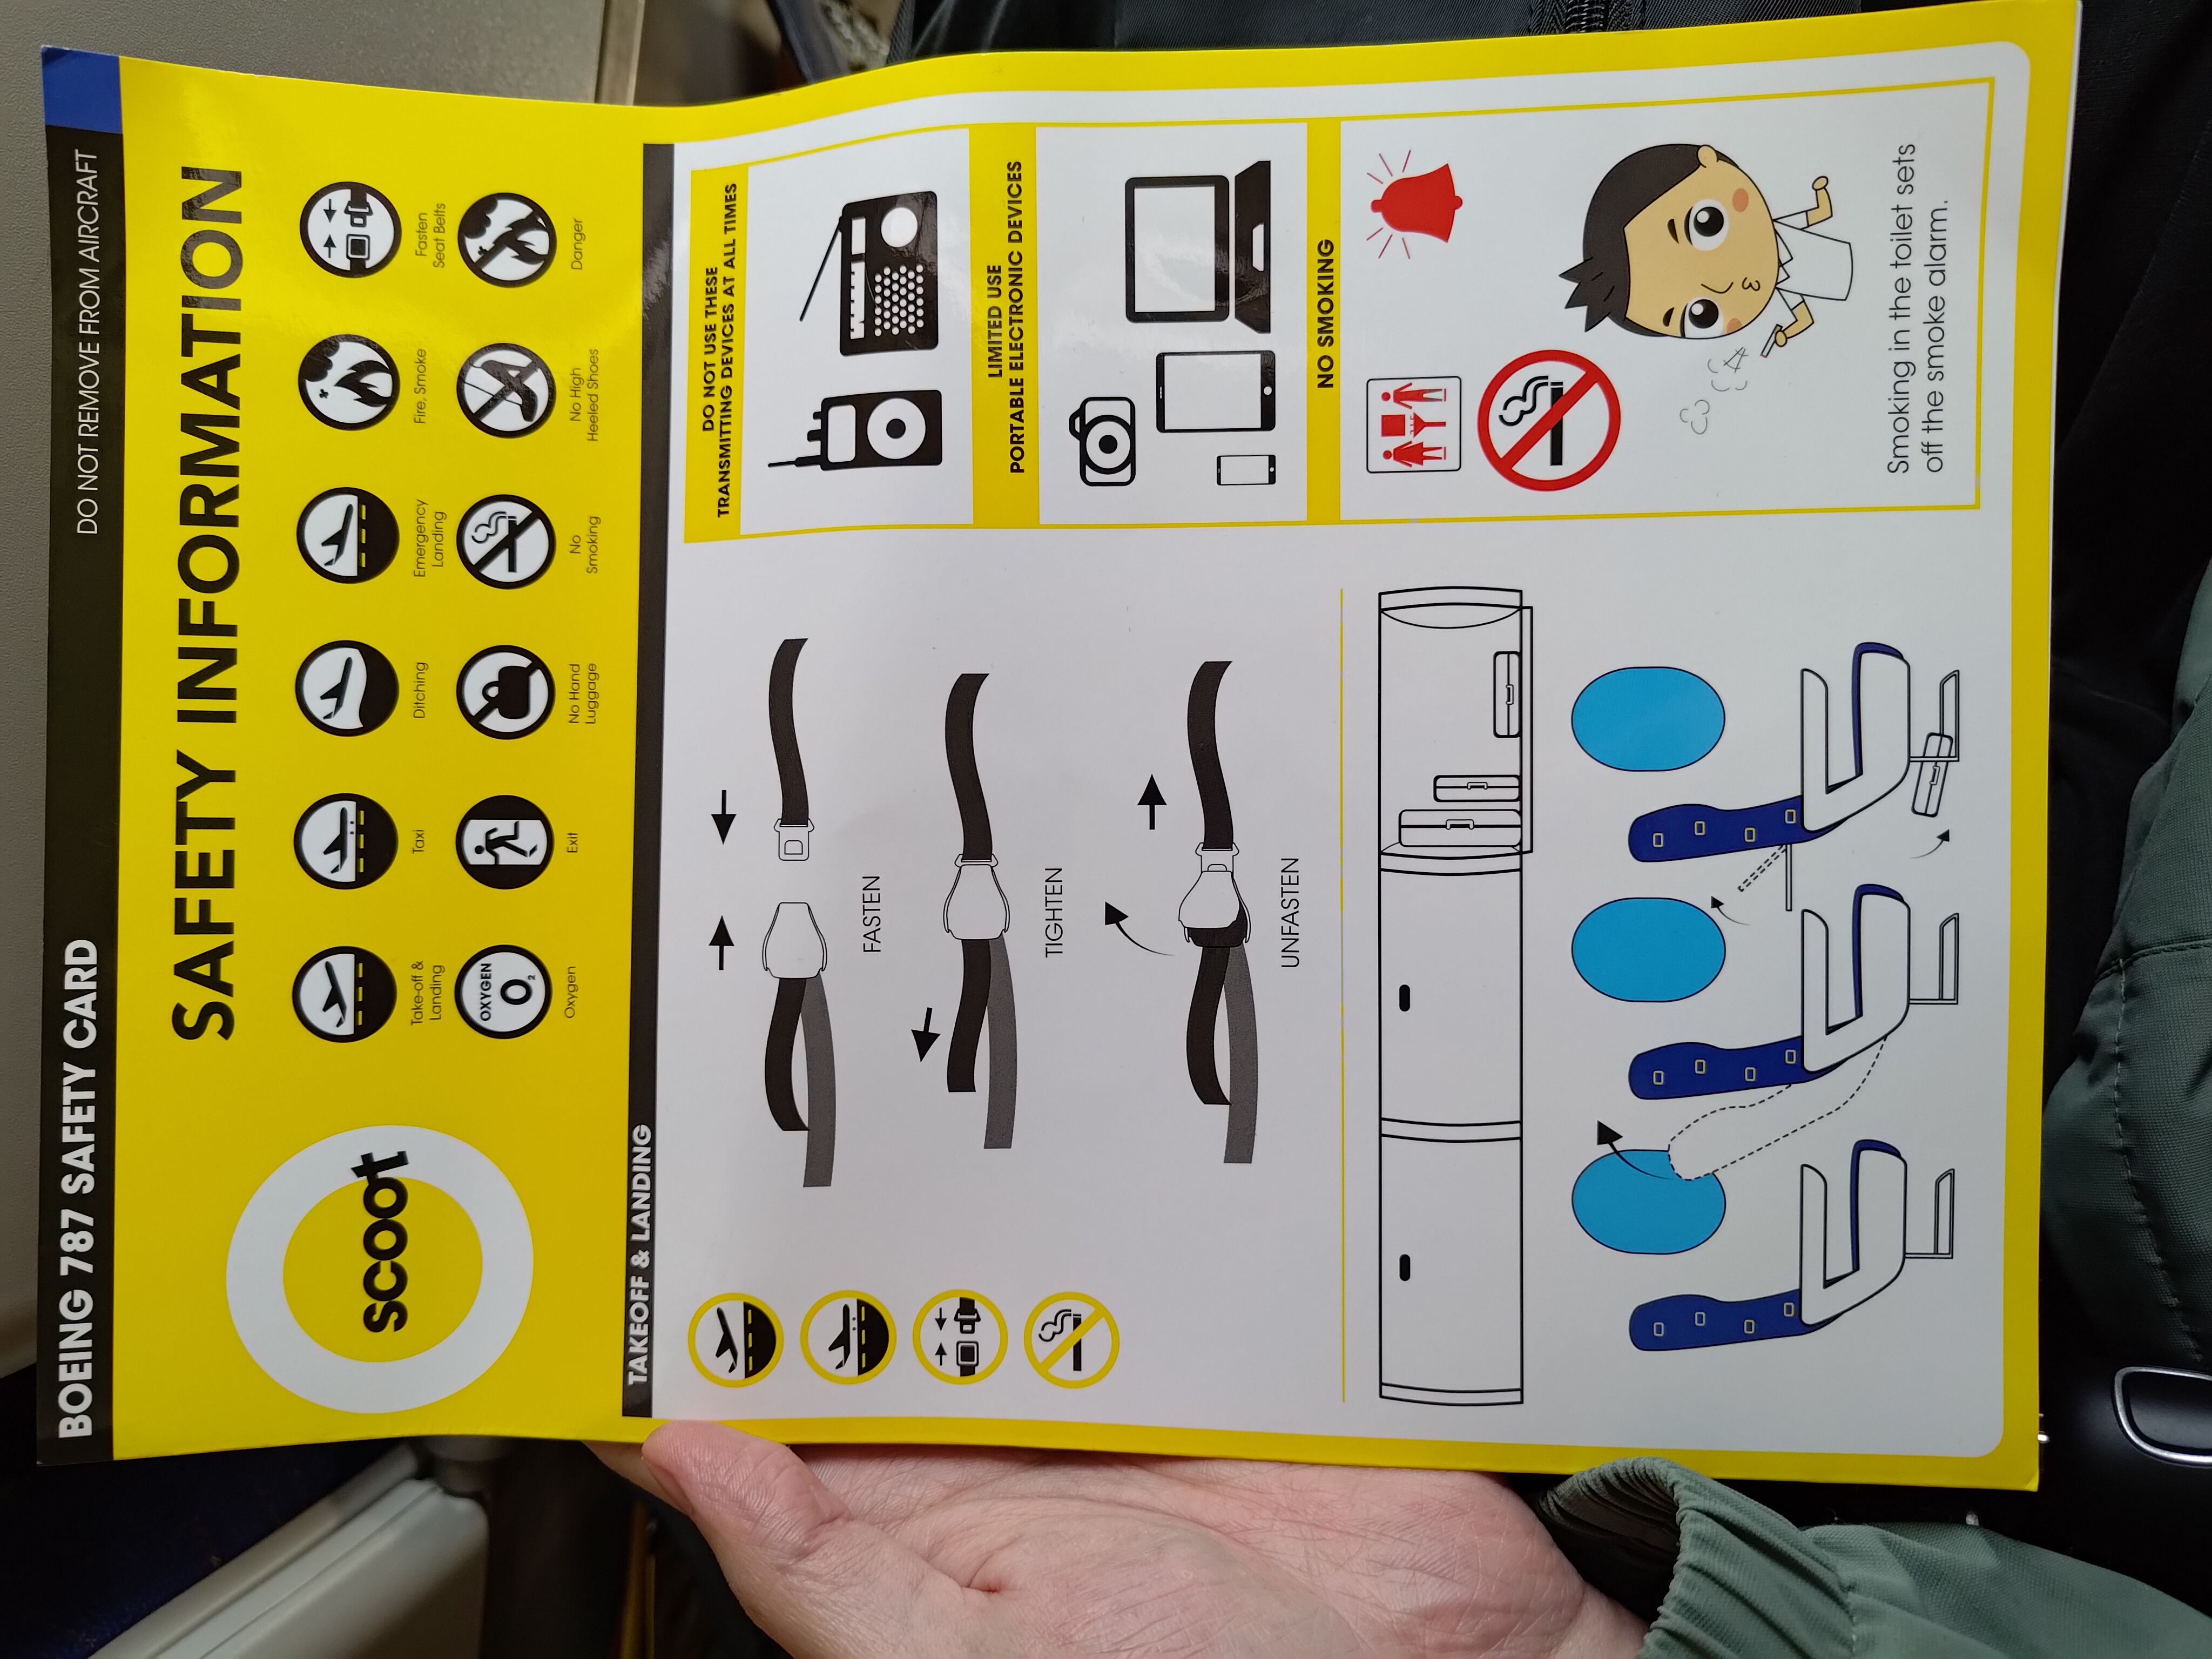 BOEING 787 SAFETY CARD
DO NOT REMOVE FROM AIRCRAFT
SAFETY INFORMATION
scoot
Take-off &
Landing
Taxi
Ditching
Emergency
Landing
Fire, Smoke
Fasten
Seat Belts
OXYGEN
O₂
Oxygen
Exit
No Hand
Luggage
No
Smoking
No High
Heeled Shoes
Danger
TAKEOFF & LANDING
FASTEN
TIGHTEN
UNFASTEN
DO NOT USE THESE
TRANSMITTING DEVICES AT ALL TIMES
LIMITED USE
PORTABLE ELECTRONIC DEVICES
NO SMOKING
Smoking in the toilet sets
off the smoke alarm.